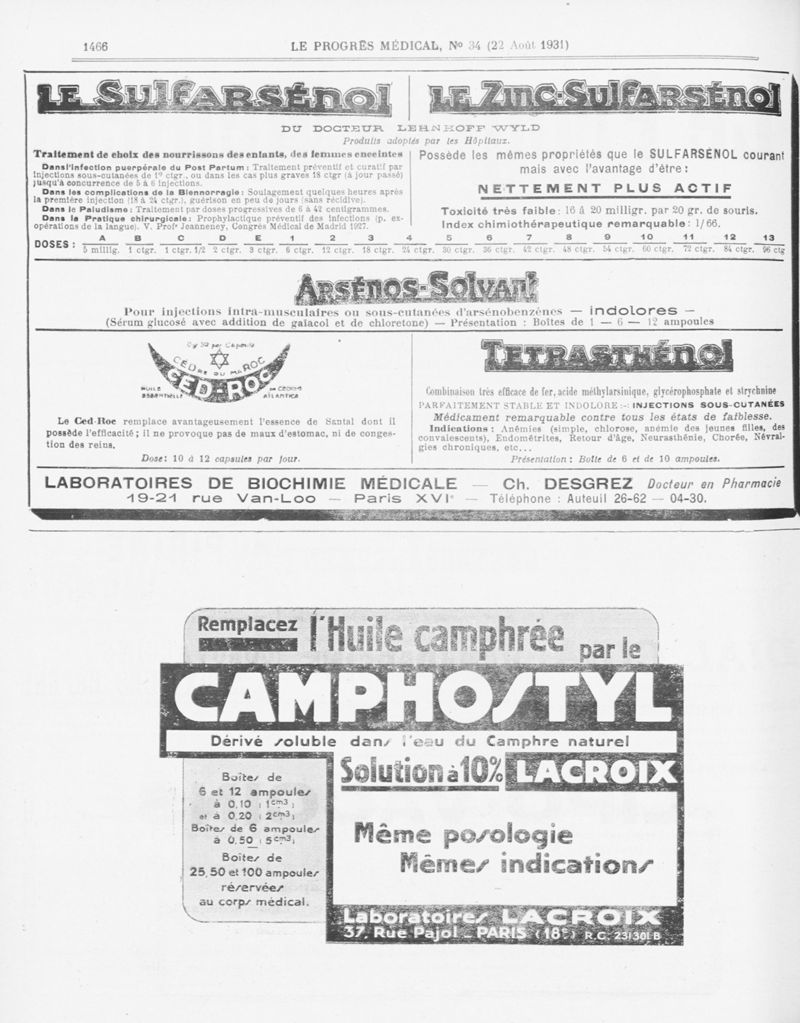 1466
LE PROGRÈS MÉDICAL, No 34 (22 Août 1931)
LE SULFARSÉNOL
LE ZINC-SULFARSÉNOL
DU DOCTEUR LEHNHOFF WYLD
Produits adoptés par les Hôpitaux.
Traitement de choix des nourrissons des enfants, des femmes enceintes
Dans l'infection puerpérale du Post Partum : Traitement préventif et curatif par
injections sous-cutanées de 1º ctgr., ou dans les cas plus graves 18 ctgr (à jour passé)
jusqu'à concurrence de 5 à 6 injections.
Dans les complications de la Blennorragie : Soulagement quelques heures après
la première injection (18 à 24 ctgr.), guérison en peu de jours (sans récidive).
Dans le Paludisme : Traitement par doses progressives de 6 à 42 centigrammes.
Dans la Pratique chirurgicale : Prophylactique préventif des infections (p. ex-
opérations de la langue). V. Profr Jeanneney, Congrès Médical de Madrid 1927.
Possède les mêmes propriétés que le SULFARSÉNOL courant
mais avec l'avantage d'être :
NETTEMENT PLUS ACTIF
Toxicité très faible : 16 à 20 milligr. par 20 gr. de souris.
Index chimiothérapeutique remarquable : 1/66.
A B C D E 1 2 3 4 5 6 7 8 9 10 11 12 13
DOSES : 5 millig. 1 ctgr. 1 ctgr. 1/2 2 ctgr. 3 ctgr. 6 ctgr. 12 ctgr. 18 ctgr. 24 ctgr. 30 ctgr. 36 ctgr. 42 ctgr. 48 ctgr. 54 ctgr. 60 ctgr. 72 ctgr. 84 ctgr. 96 ctg
ARSÉNOS-SOLVANT
Pour injections intra-musculaires ou sous-cutanées d'arsénobenzènes — indolores —
(Sérum glucosé avec addition de gaïacol et de chloretone) — Présentation : Boîtes de 1 — 6 — 12 ampoules
par Capsule
CÈDRE DU MAROC
CED-ROC
HUILE ESSENTIELLE
DE CEDRUS ATLANTICA
Le Ced-Roc remplace avantageusement l'essence de Santal dont il
possède l'efficacité ; il ne provoque pas de maux d'estomac, ni de conges-
tion des reins.
Dose : 10 à 12 capsules par jour.
TETRASTHÉNOL
Combinaison très efficace de fer, acide méthylarsinique, glycérophosphate et strychnine
PARFAITEMENT STABLE ET INDOLORE :-: INJECTIONS SOUS-CUTANÉES
Médicament remarquable contre tous les états de faiblesse.
Indications : Anémies (simple, chlorose, anémie des jeunes filles, des
convalescents), Endométrites, Retour d'âge, Neurasthénie, Chorée, Névral-
gies chroniques, etc...
Présentation : Boîte de 6 et de 10 ampoules.
LABORATOIRES DE BIOCHIMIE MÉDICALE — Ch. DESGREZ Docteur en Pharmacie
19-21 rue Van-Loo — Paris XVIe — Téléphone : Auteuil 26-62 — 04-30.
Remplacez l'Huile camphrée par le
CAMPHOSTYL
Dérivé soluble dans l'eau du Camphre naturel
Solution à 10% LACROIX
Boîtes de
6 et 12 ampoules
à 0,10 (1cm3)
et à 0,20 (2cm3)
Boîtes de 6 ampoules
à 0,50 (5cm3)
Boîtes de
25,50 et 100 ampoules
réservées
au corps médical.
Même posologie
Mêmes indications
Laboratoires LACROIX
37, Rue Pajol - PARIS (18e) R.C. 231301 B